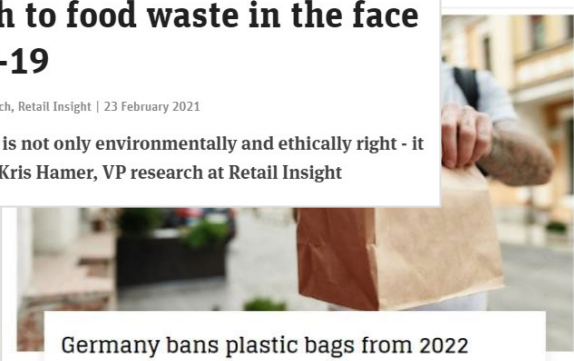 h to food waste in the face
-19
ch, Retail Insight | 23 February 2021
is not only environmentally and ethically right - it
Kris Hamer, VP research at Retail Insight
Germany bans plastic bags from 2022